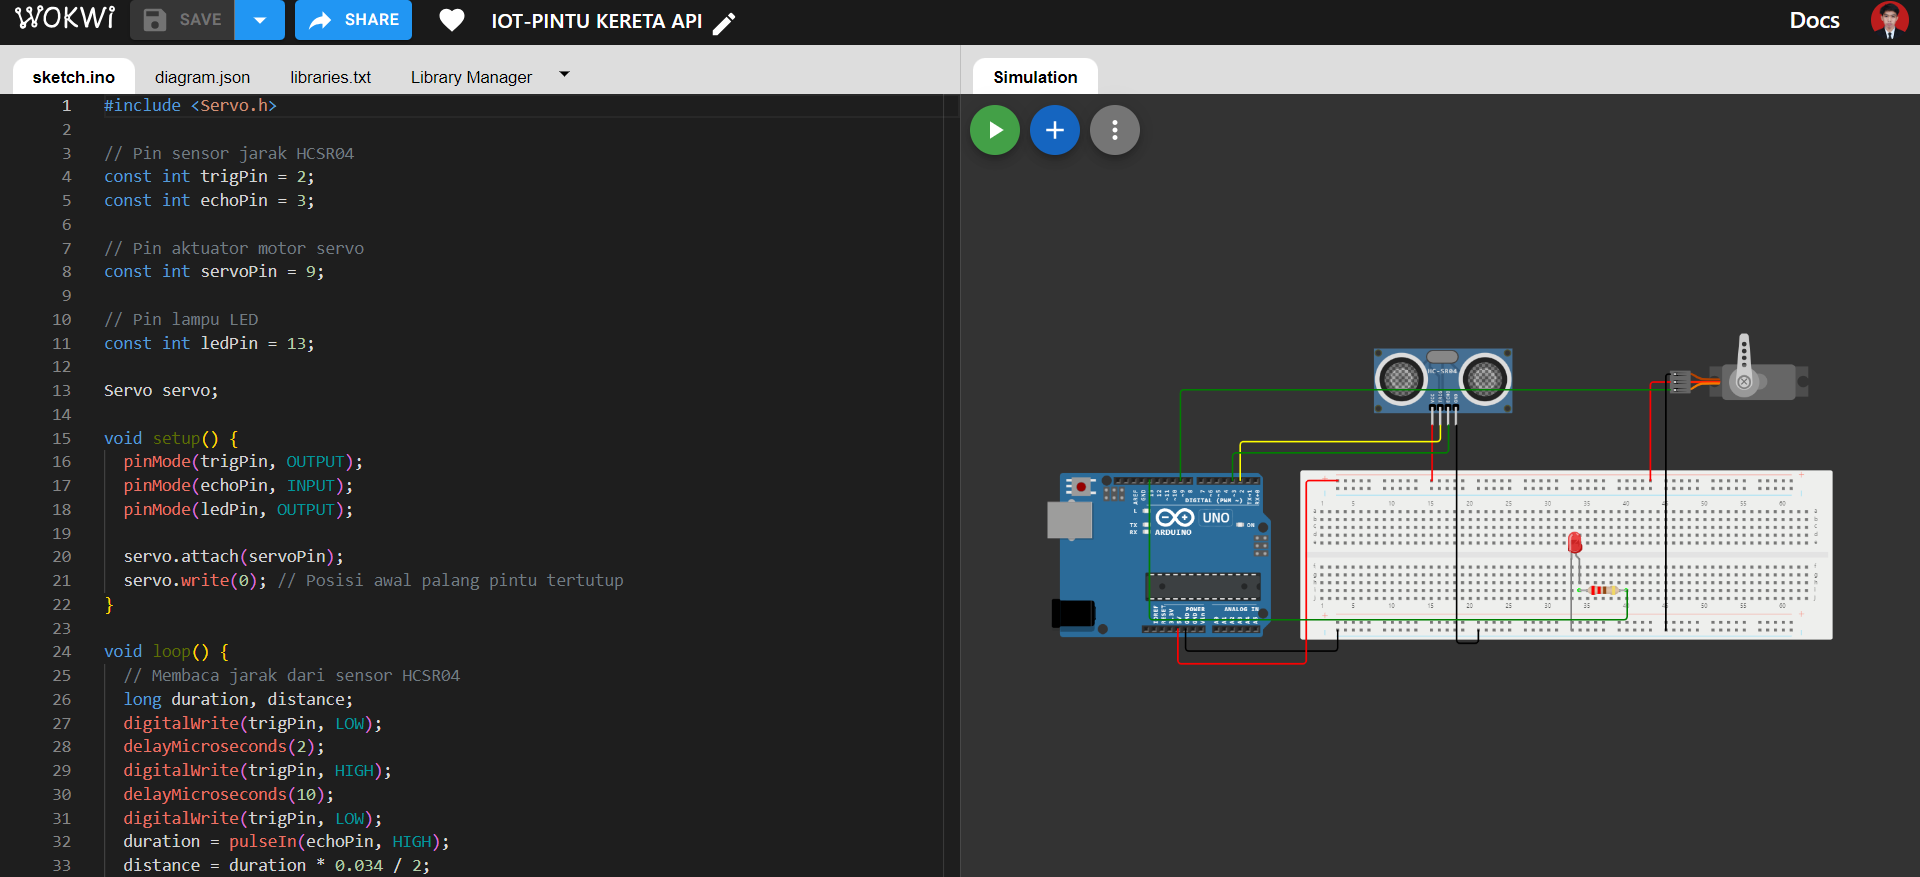 WOKWI SAVE SHARE IOT-PINTU KERETA API Docs
sketch.ino diagram.json libraries.txt Library Manager Simulation
1 #include <Servo.h>
2
3 // Pin sensor jarak HCSR04
4 const int trigPin = 2;
5 const int echoPin = 3;
6
7 // Pin aktuator motor servo
8 const int servoPin = 9;
9
10 // Pin lampu LED
11 const int ledPin = 13;
12
13 Servo servo;
14
15 void setup() {
16 pinMode(trigPin, OUTPUT);
17 pinMode(echoPin, INPUT);
18 pinMode(ledPin, OUTPUT);
19
20 servo.attach(servoPin);
21 servo.write(0); // Posisi awal palang pintu tertutup
22 }
23
24 void loop() {
25 // Membaca jarak dari sensor HCSR04
26 long duration, distance;
27 digitalWrite(trigPin, LOW);
28 delayMicroseconds(2);
29 digitalWrite(trigPin, HIGH);
30 delayMicroseconds(10);
31 digitalWrite(trigPin, LOW);
32 duration = pulseIn(echoPin, HIGH);
33 distance = duration * 0.034 / 2;
HC-SR04
DIGITAL (PWM ~)
UNO
ARDUINO
L
TX
RX
ON
POWER
ANALOG IN